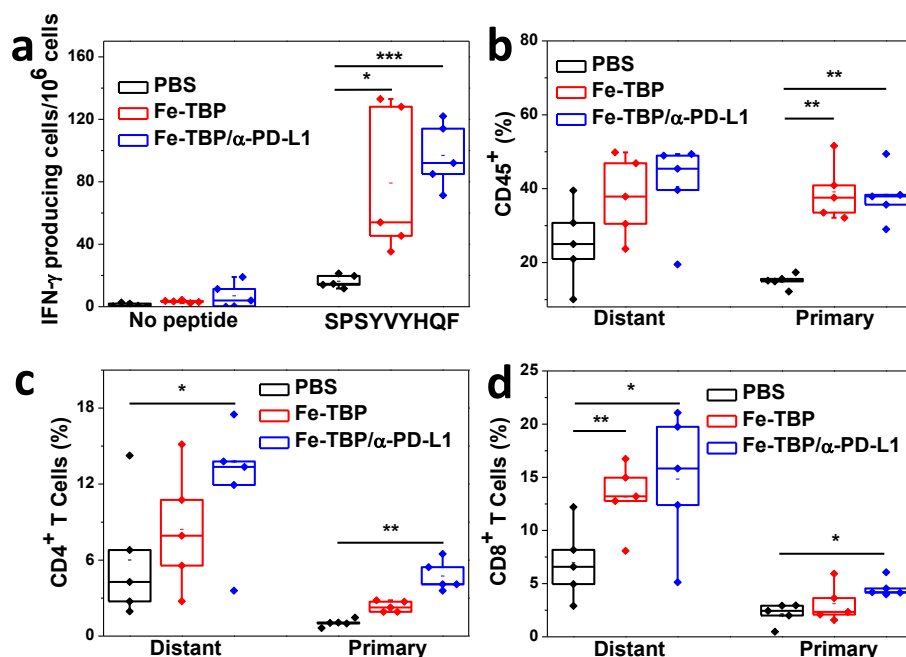 a
IFN-γ producing cells/10⁶ cells
160
120
80
40
0
PBS
Fe-TBP
Fe-TBP/α-PD-L1
***
*
No peptide
SPSYVYHQF
b
CD45⁺ (%)
80
60
40
20
PBS
Fe-TBP
Fe-TBP/α-PD-L1
**
**
Distant
Primary
c
CD4⁺ T Cells (%)
18
12
6
0
PBS
Fe-TBP
Fe-TBP/α-PD-L1
*
**
Distant
Primary
d
CD8⁺ T Cells (%)
25
20
15
10
5
0
PBS
Fe-TBP
Fe-TBP/α-PD-L1
*
**
*
Distant
Primary